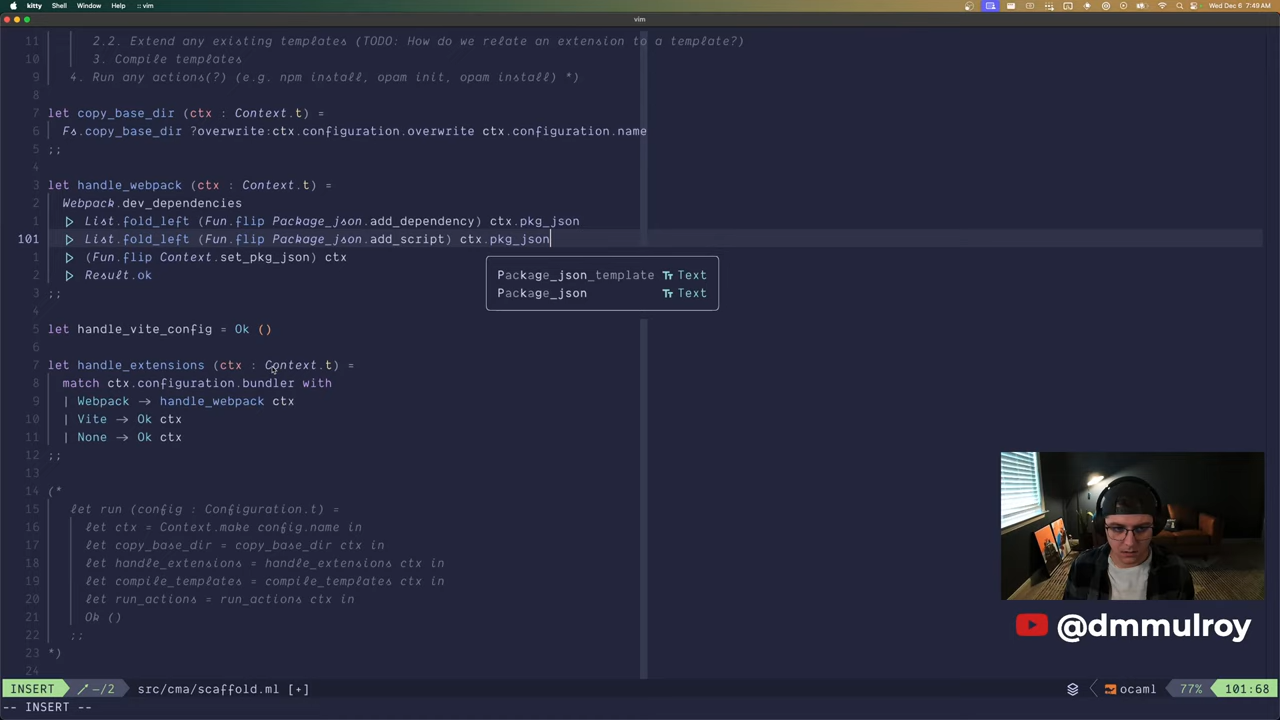 kitty Shell Window Help :: vim
Wed Dec 6 7:49 AM
vim
11 2.2. Extend any existing templates (TODO: How do we relate an extension to a template?)
10 3. Compile templates
9 4. Run any actions(?) (e.g. npm install, opam init, opam install) *)
8
7 let copy_base_dir (ctx : Context.t) =
6 Fs.copy_base_dir ?overwrite:ctx.configuration.overwrite ctx.configuration.name
5 ;;
4
3 let handle_webpack (ctx : Context.t) =
2 Webpack.dev_dependencies
1 ▷ List.fold_left (Fun.flip Package_json.add_dependency) ctx.pkg_json
101 ▷ List.fold_left (Fun.flip Package_json.add_script) ctx.pkg_json
1 ▷ (Fun.flip Context.set_pkg_json) ctx
2 ▷ Result.ok
3 ;;
Package_json_template Text
Package_json Text
4
5 let handle_vite_config = Ok ()
6
7 let handle_extensions (ctx : Context.t) =
8 match ctx.configuration.bundler with
9 | Webpack → handle_webpack ctx
10 | Vite → Ok ctx
11 | None → Ok ctx
12 ;;
13
14 (*
15 let run (config : Configuration.t) =
16 let ctx = Context.make config.name in
17 let copy_base_dir = copy_base_dir ctx in
18 let handle_extensions = handle_extensions ctx in
19 let compile_templates = compile_templates ctx in
20 let run_actions = run_actions ctx in
21 Ok ()
22 ;;
23 *)
24
@dmmulroy
INSERT ~/2 src/cma/scaffold.ml [+] ocaml 77% 101:68
-- INSERT --